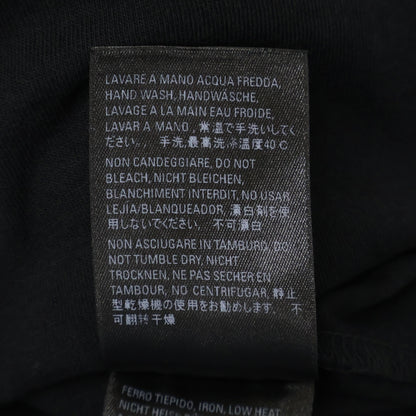 LAVARE A MANO ACQUA FREDDA,
HAND WASH, HANDWÄSCHE,
LAVAGE A LA MAIN EAU FROIDE,
LAVAR A MANO, 常温で手洗いしてく
ださい。 手洗,最高洗涤温度40℃
NON CANDEGGIARE, DO NOT
BLEACH, NICHT BLEICHEN,
BLANCHIMENT INTERDIT, NO USAR
LEJIA/BLANQUEADOR, 漂白剤を使
用しないでください。 不可漂白
NON ASCIUGARE IN TAMBURO, DO
NOT TUMBLE DRY, NICHT
TROCKNEN, NE PAS SECHER EN
TAMBOUR, NO CENTRIFUGAR, 静止
型乾燥機の使用をお勧めします。 不
可翻转干燥
FERRO TIEPIDO, IRON, LOW HEAT,